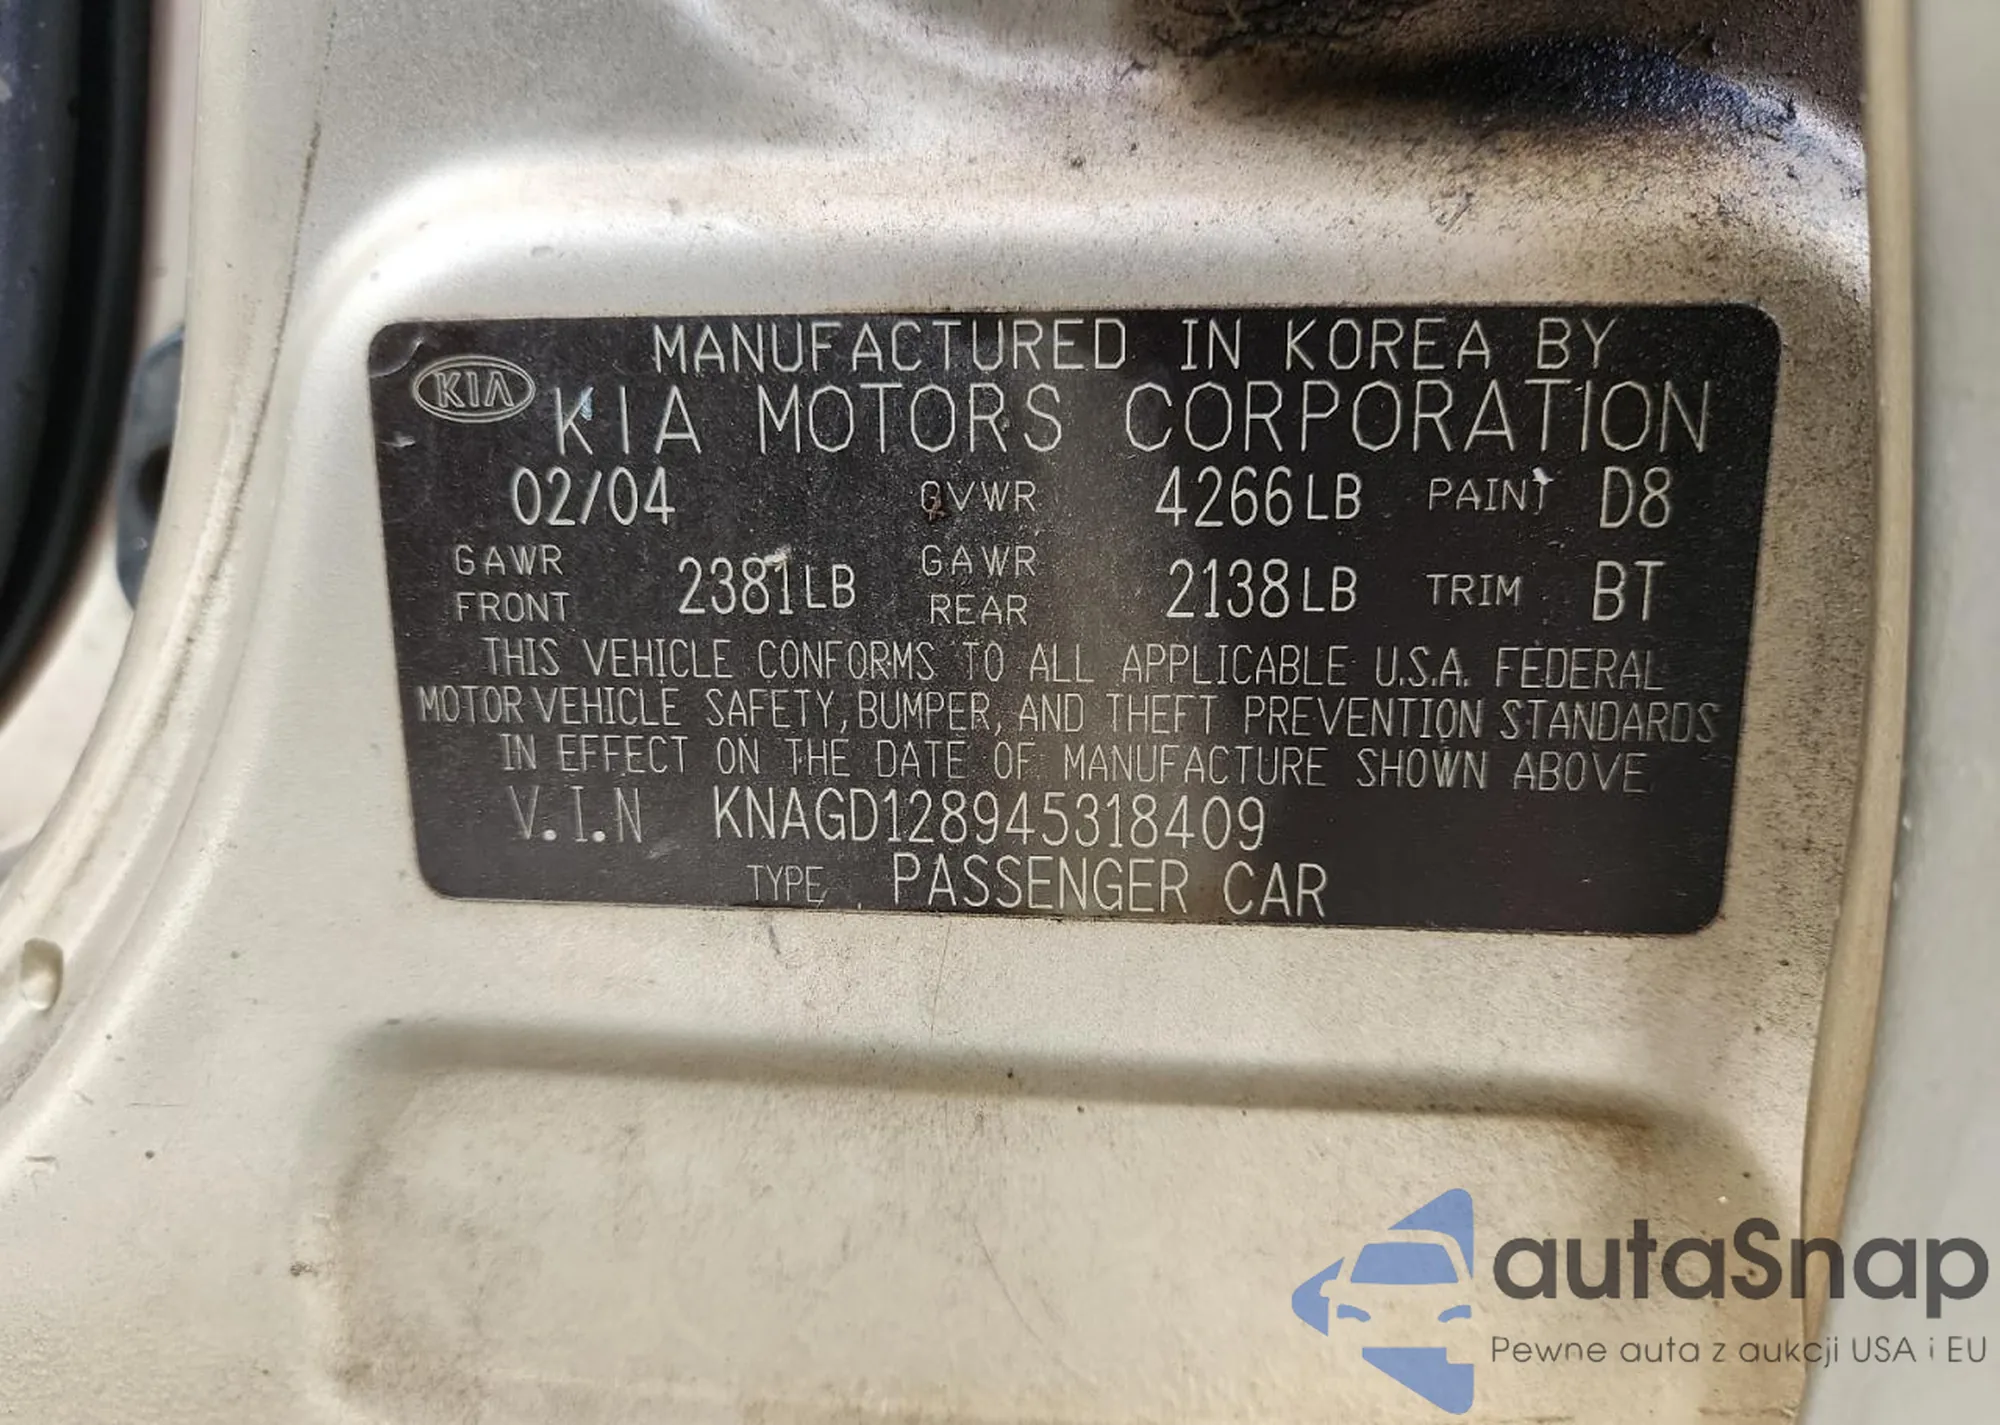 MANUFACTURED IN KOREA BY
KIA KIA MOTORS CORPORATION
02/04 GVWR 4266LB PAINT D8
GAWR FRONT 2381LB GAWR REAR 2138LB TRIM BT
THIS VEHICLE CONFORMS TO ALL APPLICABLE U.S.A. FEDERAL
MOTOR VEHICLE SAFETY, BUMPER, AND THEFT PREVENTION STANDARDS
IN EFFECT ON THE DATE OF MANUFACTURE SHOWN ABOVE
V.I.N KNAGD128945318409
TYPE PASSENGER CAR
autaSnap
Pewne auta z aukcji USA i EU